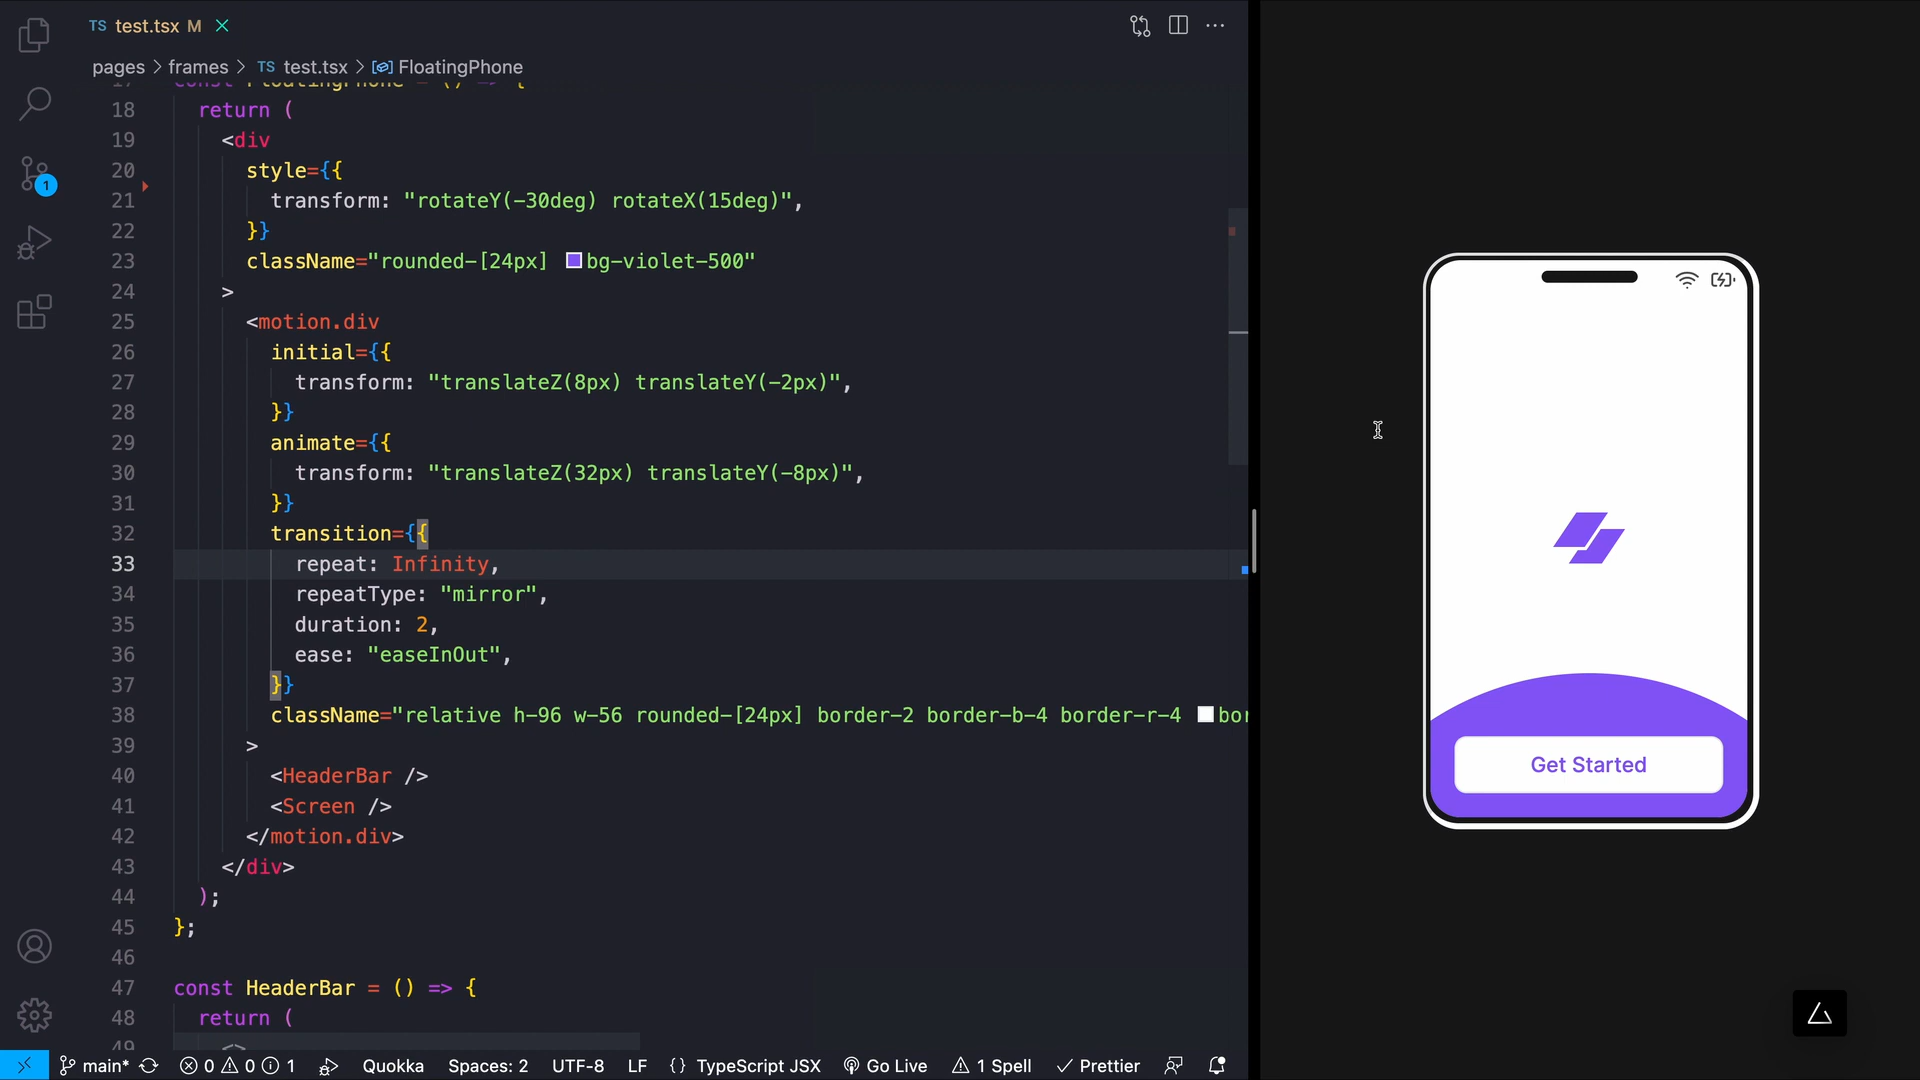 TS test.tsx M
pages > frames > TS test.tsx > FloatingPhone
17 const FloatingPhone = () => {
18 return (
19 <div
20 style={{
21 transform: "rotateY(-30deg) rotateX(15deg)",
22 }}
23 className="rounded-[24px] bg-violet-500"
24 >
25 <motion.div
26 initial={{
27 transform: "translateZ(8px) translateY(-2px)",
28 }}
29 animate={{
30 transform: "translateZ(32px) translateY(-8px)",
31 }}
32 transition={{
33 repeat: Infinity,
34 repeatType: "mirror",
35 duration: 2,
36 ease: "easeInOut",
37 }}
38 className="relative h-96 w-56 rounded-[24px] border-2 border-b-4 border-r-4 bor
39 >
40 <HeaderBar />
41 <Screen />
42 </motion.div>
43 </div>
44 );
45 };
46
47 const HeaderBar = () => {
48 return (
49 <>
1
main* 0 0 1 Quokka Spaces: 2 UTF-8 LF {} TypeScript JSX Go Live 1 Spell Prettier
Get Started